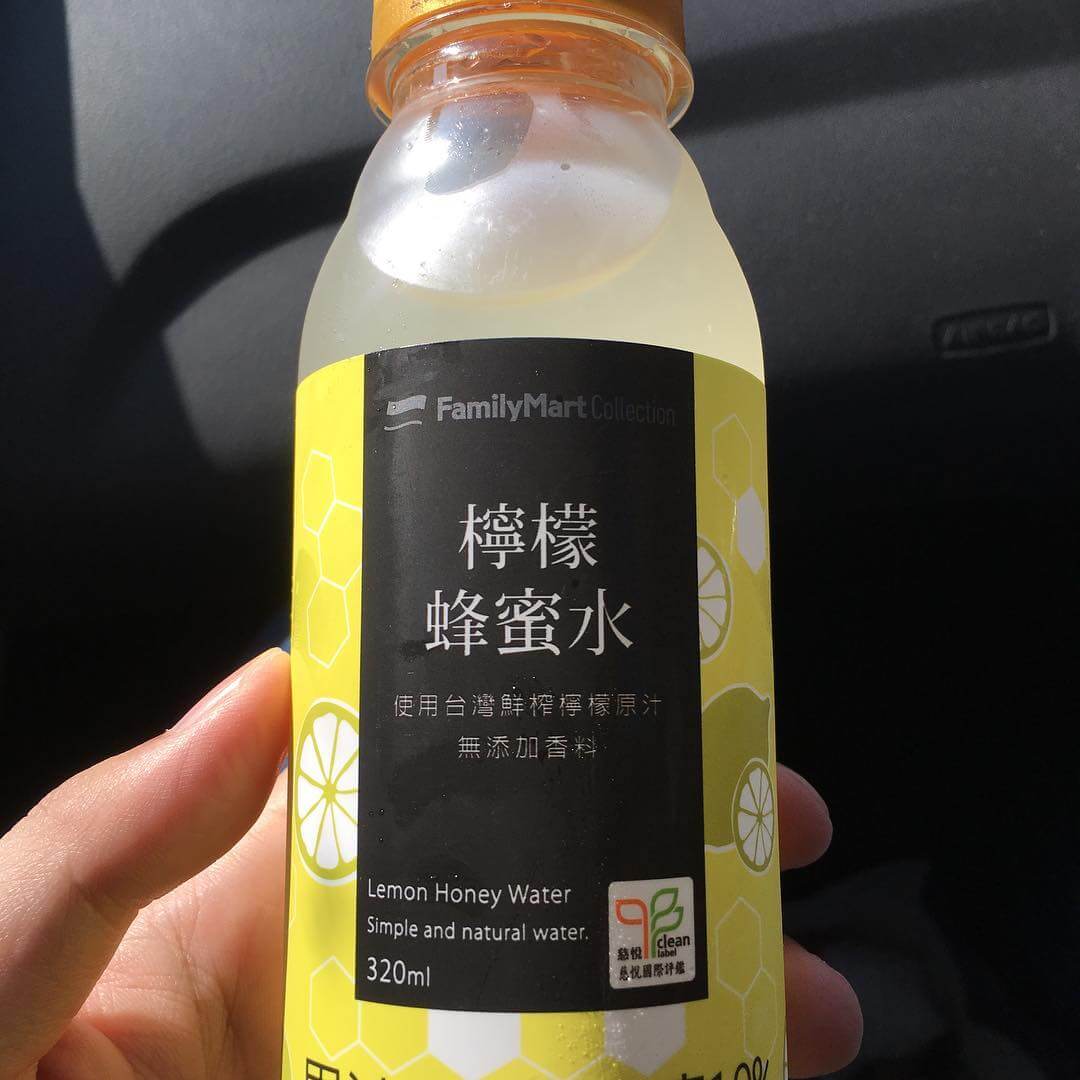 AIRBAG
FamilyMart Collection
檸檬
蜂蜜水
使用台灣鮮榨檸檬原汁
無添加香料
Lemon Honey Water
Simple and natural water.
320ml
clean
label
慈悅
慈悅國際評鑑
10%